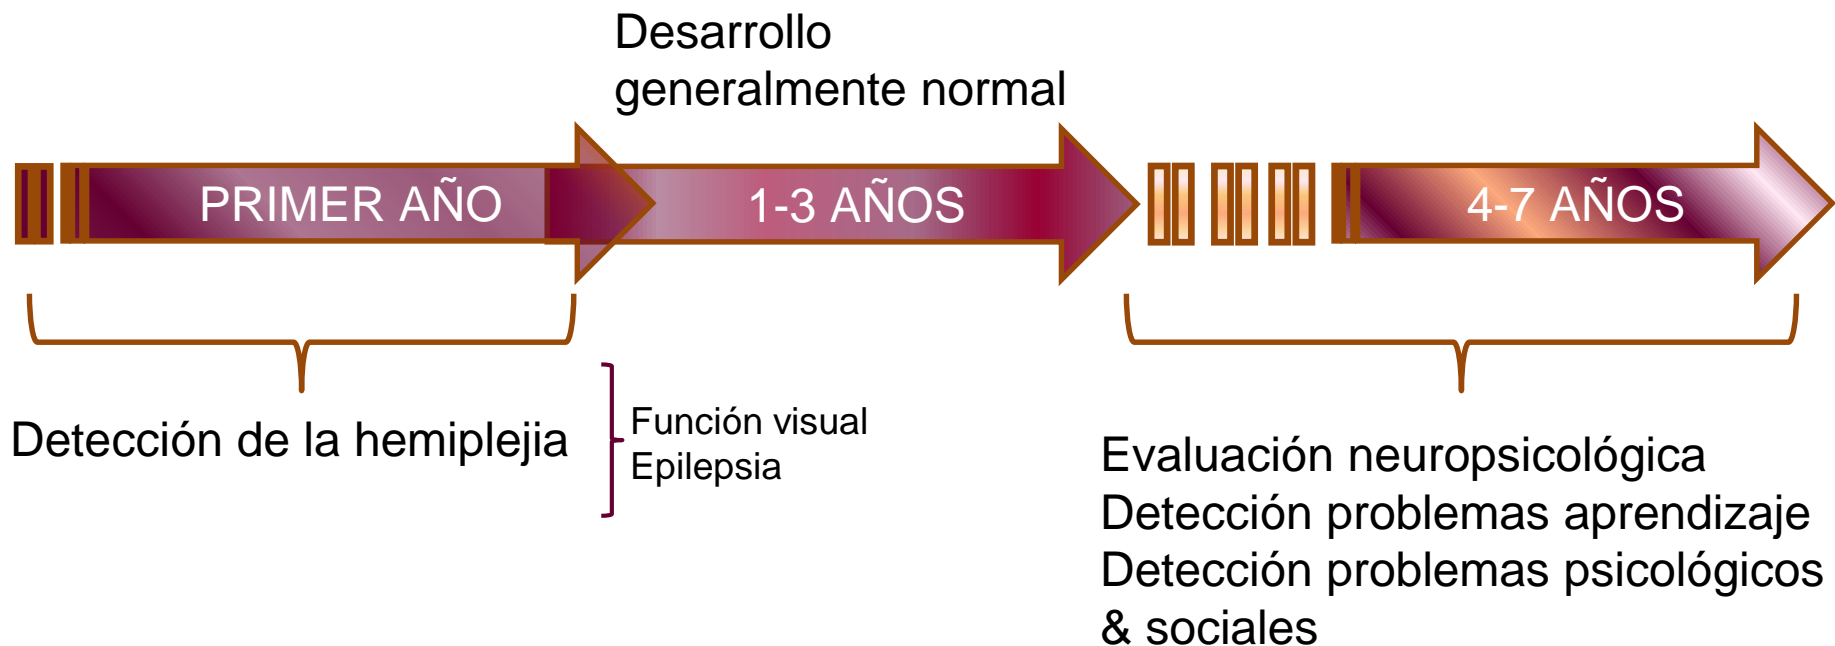 Desarrollo
generalmente normal
PRIMER AÑO
1-3 AÑOS
4-7 AÑOS
Detección de la hemiplejia
Función visual
Epilepsia
Evaluación neuropsicológica
Detección problemas aprendizaje
Detección problemas psicológicos
& sociales